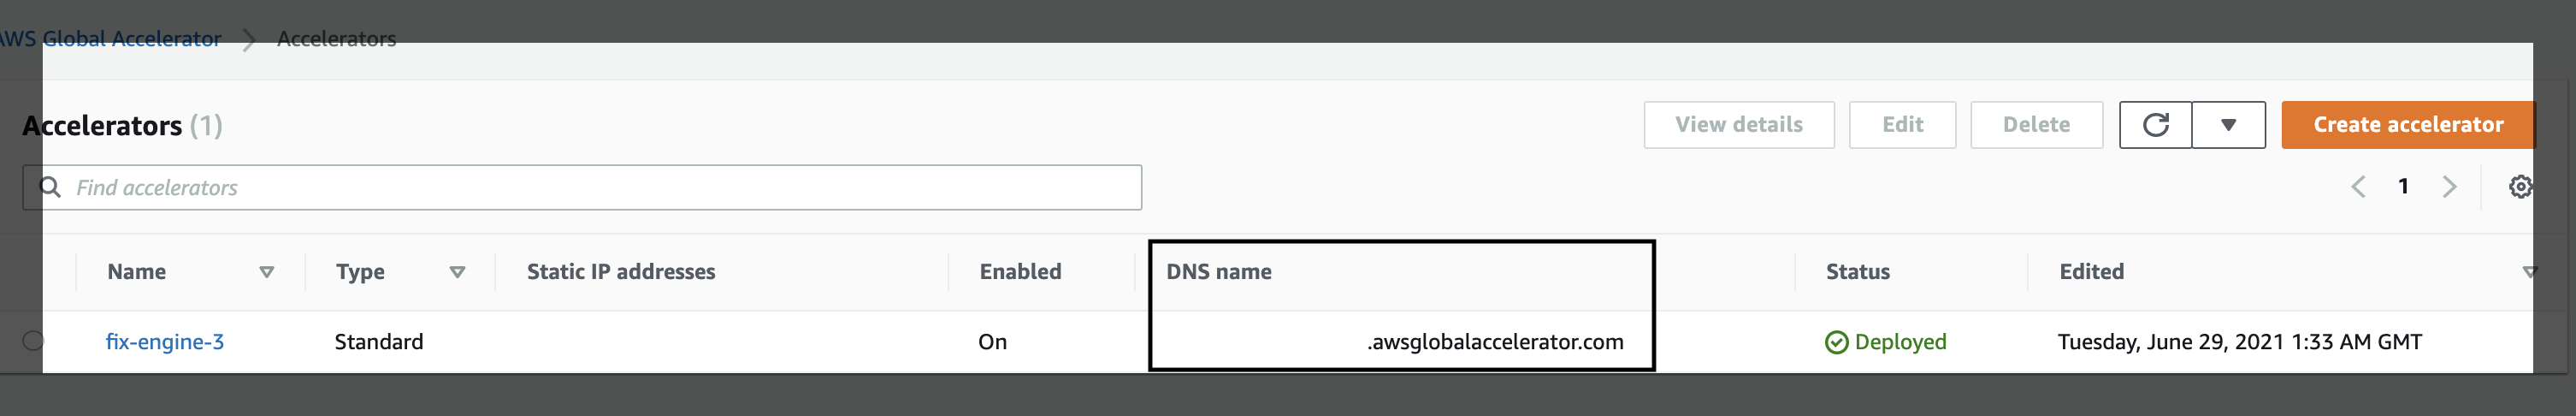 AWS Global Accelerator > Accelerators
Accelerators (1)
View details Edit Delete Create accelerator
Find accelerators
1
Name Type Static IP addresses Enabled DNS name Status Edited
fix-engine-3 Standard On .awsglobalaccelerator.com Deployed Tuesday, June 29, 2021 1:33 AM GMT